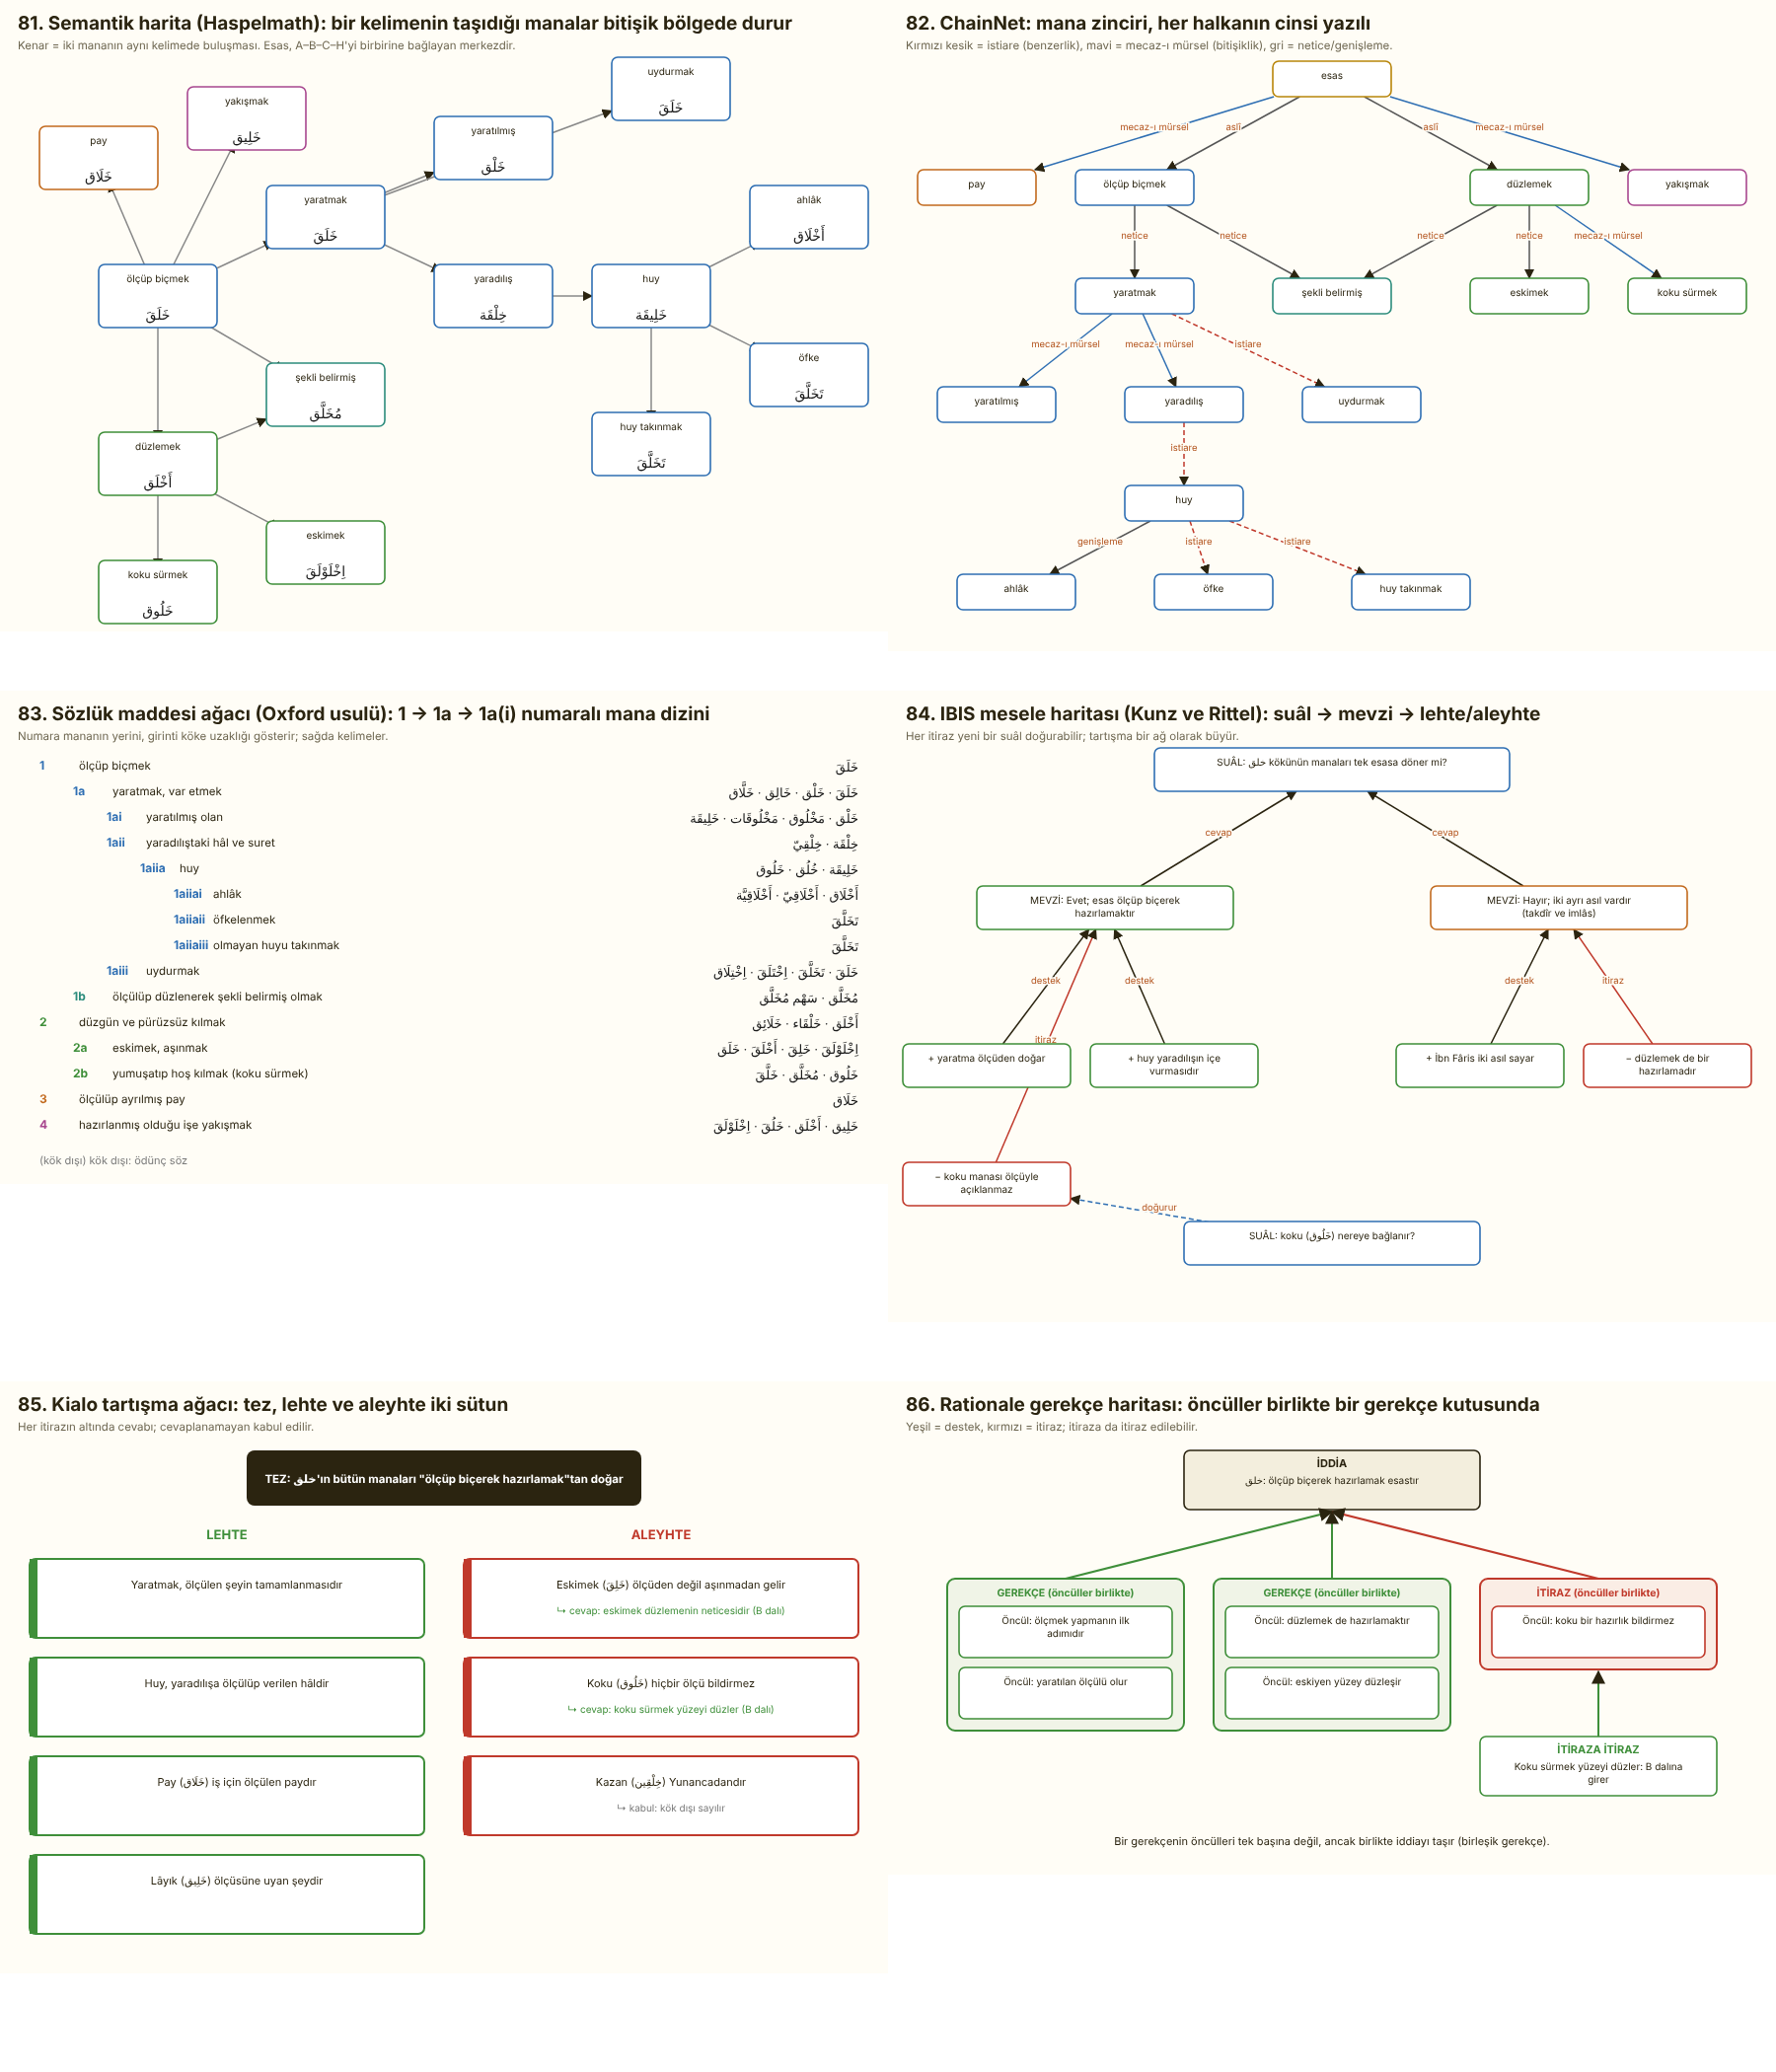 81. Semantik harita (Haspelmath): bir kelimenin taşıdığı manalar bitişik bölgede durur
Kenar = iki mananın aynı kelimede buluşması. Esas, A–B–C–H'yi birbirine bağlayan merkezdir.
uydurmak
خَلَقَ
yakışmak
خَلِيق
yaratılmış
خَلْق
pay
خَلَاق
yaratmak
خَلَقَ
ahlâk
أَخْلَاق
ölçüp biçmek
خَلَقَ
yaradılış
خِلْقَة
huy
خَلِيقَة
öfke
تَخَلَّقَ
şekli belirmiş
مُخَلَّق
huy takınmak
تَخَلَّقَ
düzlemek
أَخْلَق
eskimek
اِخْلَوْلَقَ
koku sürmek
خَلُوق
82. ChainNet: mana zinciri, her halkanın cinsi yazılı
Kırmızı kesik = istiare (benzerlik), mavi = mecaz-ı mürsel (bitişiklik), gri = netice/genişleme.
esas
mecaz-ı mürsel
aslî
aslî
mecaz-ı mürsel
pay
ölçüp biçmek
düzlemek
yakışmak
netice
netice
netice
netice
mecaz-ı mürsel
yaratmak
şekli belirmiş
eskimek
koku sürmek
mecaz-ı mürsel
mecaz-ı mürsel
istiare
yaratılmış
yaradılış
uydurmak
istiare
huy
genişleme
istiare
istiare
ahlâk
öfke
huy takınmak
83. Sözlük maddesi ağacı (Oxford usulü): 1 → 1a → 1a(i) numaralı mana dizini
Numara mananın yerini, girinti köke uzaklığı gösterir; sağda kelimeler.
1 ölçüp biçmek خَلَقَ
1a yaratmak, var etmek خَلَقَ · خَلْق · خَالِق · خَلَّاق
1ai yaratılmış olan خَلْق · مَخْلُوق · مَخْلُوقَات · خَلِيقَة
1aii yaradılıştaki hâl ve suret خِلْقَة · خِلْقِيّ
1aiia huy خَلِيقَة · خُلُق · خَلُوق
1aiiai ahlâk أَخْلَاق · أَخْلَاقِيّ · أَخْلَاقِيَّة
1aiiaii öfkelenmek تَخَلَّقَ
1aiiaiii olmayan huyu takınmak تَخَلَّقَ
1aiii uydurmak خَلَقَ · تَخَلَّقَ · اِخْتَلَقَ · اِخْتِلَاق
1b ölçülüp düzlenerek şekli belirmiş olmak مُخَلَّق · سَهْم مُخَلَّق
2 düzgün ve pürüzsüz kılmak أَخْلَق · خَلْقَاء · خَلَائِق
2a eskimek, aşınmak اِخْلَوْلَقَ · خَلِقَ · أَخْلَقَ · خَلَق
2b yumuşatıp hoş kılmak (koku sürmek) خَلُوق · مُخَلَّق · خَلَّقَ
3 ölçülüp ayrılmış pay خَلَاق
4 hazırlanmış olduğu işe yakışmak خَلِيق · أَخْلَق · خَلُقَ · اِخْلَوْلَقَ
(kök dışı) kök dışı: ödünç söz
84. IBIS mesele haritası (Kunz ve Rittel): suâl → mevzi → lehte/aleyhte
Her itiraz yeni bir suâl doğurabilir; tartışma bir ağ olarak büyür.
SUÂL: خلق kökünün manaları tek esasa döner mi?
cevap
cevap
MEVZİ: Evet; esas ölçüp biçerek
hazırlamaktır
MEVZİ: Hayır; iki ayrı asıl vardır
(takdîr ve imlâs)
destek
destek
destek
itiraz
itiraz
+ yaratma ölçüden doğar
+ huy yaradılışın içe
vurmasıdır
+ İbn Fâris iki asıl sayar
− düzlemek de bir
hazırlamadır
− koku manası ölçüyle
açıklanmaz
doğurur
SUÂL: koku (خَلُوق) nereye bağlanır?
85. Kialo tartışma ağacı: tez, lehte ve aleyhte iki sütun
Her itirazın altında cevabı; cevaplanamayan kabul edilir.
TEZ: خلق'ın bütün manaları "ölçüp biçerek hazırlamak"tan doğar
LEHTE
ALEYHTE
Yaratmak, ölçülen şeyin tamamlanmasıdır
Eskimek (خَلِقَ) ölçüden değil aşınmadan gelir
↳ cevap: eskimek düzlemenin neticesidir (B dalı)
Huy, yaradılışa ölçülüp verilen hâldir
Koku (خَلُوق) hiçbir ölçü bildirmez
↳ cevap: koku sürmek yüzeyi düzler (B dalı)
Pay (خَلَاق) iş için ölçülen paydır
Kazan (خِلْقِين) Yunancadandır
↳ kabul: kök dışı sayılır
Lâyık (خَلِيق) ölçüsüne uyan şeydir
86. Rationale gerekçe haritası: öncüller birlikte bir gerekçe kutusunda
Yeşil = destek, kırmızı = itiraz; itiraza da itiraz edilebilir.
İDDİA
خلق: ölçüp biçerek hazırlamak esastır
GEREKÇE (öncüller birlikte)
Öncül: ölçmek yapmanın ilk
adımıdır
Öncül: yaratılan ölçülü olur
GEREKÇE (öncüller birlikte)
Öncül: düzlemek de hazırlamaktır
Öncül: eskiyen yüzey düzleşir
İTİRAZ (öncüller birlikte)
Öncül: koku bir hazırlık bildirmez
İTİRAZA İTİRAZ
Koku sürmek yüzeyi düzler: B dalına
girer
Bir gerekçenin öncülleri tek başına değil, ancak birlikte iddiayı taşır (birleşik gerekçe).